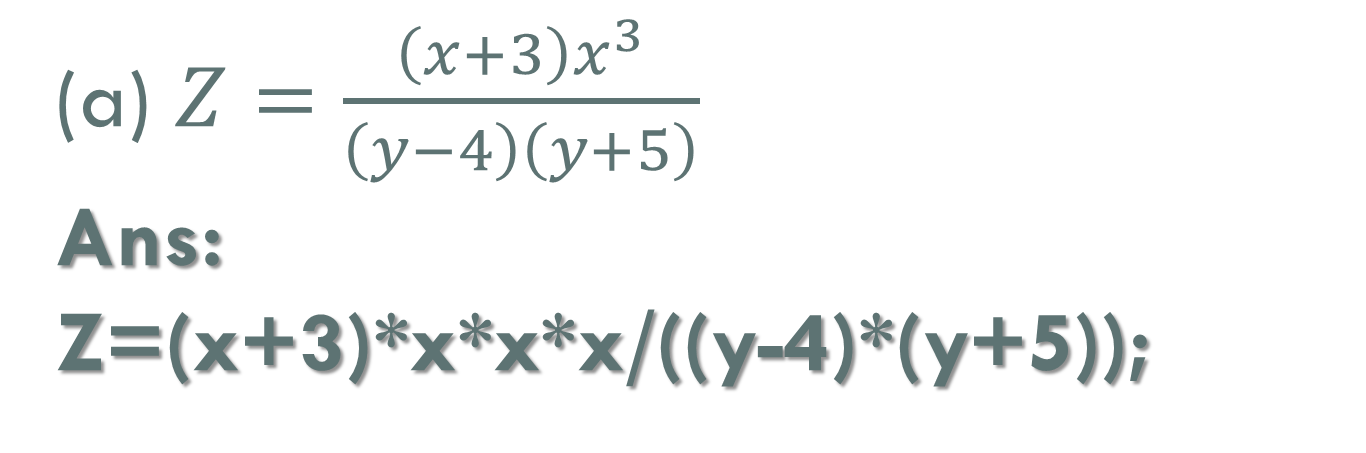 (a) Z = (x+3)x³ / (y−4)(y+5)
Ans:
Z=(x+3)*x*x*x/((y-4)*(y+5));